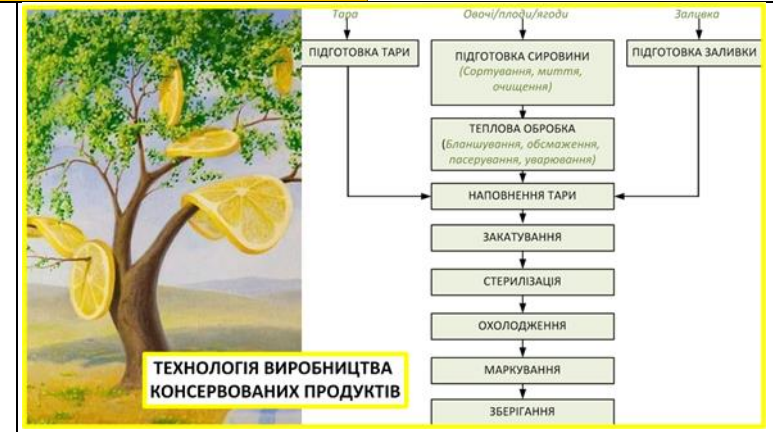 Тара
Овочі/плоди/ягоди
Заливка
ПІДГОТОВКА ТАРИ
ПІДГОТОВКА СИРОВИНИ
(Сортування, миття,
очищення)
ПІДГОТОВКА ЗАЛИВКИ
ТЕПЛОВА ОБРОБКА
(Бланшування, обсмаження,
пасерування, уварювання)
НАПОВНЕННЯ ТАРИ
ЗАКАТУВАННЯ
СТЕРИЛІЗАЦІЯ
ОХОЛОДЖЕННЯ
МАРКУВАННЯ
ЗБЕРІГАННЯ
ТЕХНОЛОГІЯ ВИРОБНИЦТВА
КОНСЕРВОВАНИХ ПРОДУКТІВ